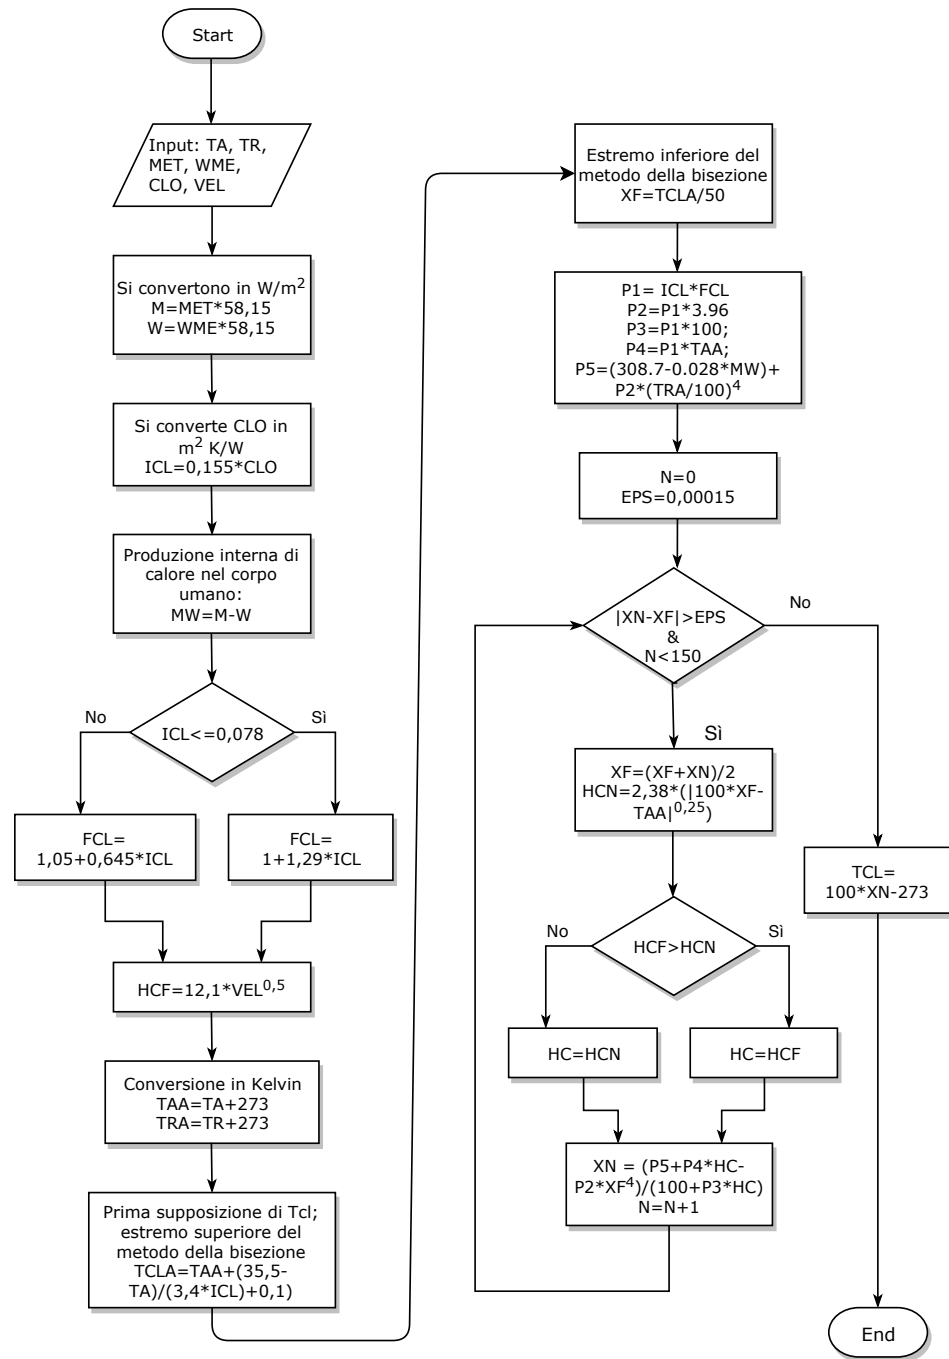 Start
Input: TA, TR,
MET, WME,
CLO, VEL
Si convertono in W/m²
M=MET*58,15
W=WME*58,15
Si converte CLO in
m² K/W
ICL=0,155*CLO
Produzione interna di
calore nel corpo
umano:
MW=M-W
ICL<=0,078
No
Sì
FCL=
1,05+0,645*ICL
FCL=
1+1,29*ICL
HCF=12,1*VEL^0,5
Conversione in Kelvin
TAA=TA+273
TRA=TR+273
Prima supposizione di Tcl;
estremo superiore del
metodo della bisezione
TCLA=TAA+(35,5-
TA)/(3,4*ICL)+0,1)
Estremo inferiore del
metodo della bisezione
XF=TCLA/50
P1= ICL*FCL
P2=P1*3.96
P3=P1*100;
P4=P1*TAA;
P5=(308.7-0.028*MW)+
P2*(TRA/100)⁴
N=0
EPS=0,00015
|XN-XF|>EPS
&
N<150
No
Sì
XF=(XF+XN)/2
HCN=2,38*(|100*XF-
TAA|^0,25)
HCF>HCN
No
Sì
HC=HCN
HC=HCF
XN = (P5+P4*HC-
P2*XF⁴)/(100+P3*HC)
N=N+1
TCL=
100*XN-273
End